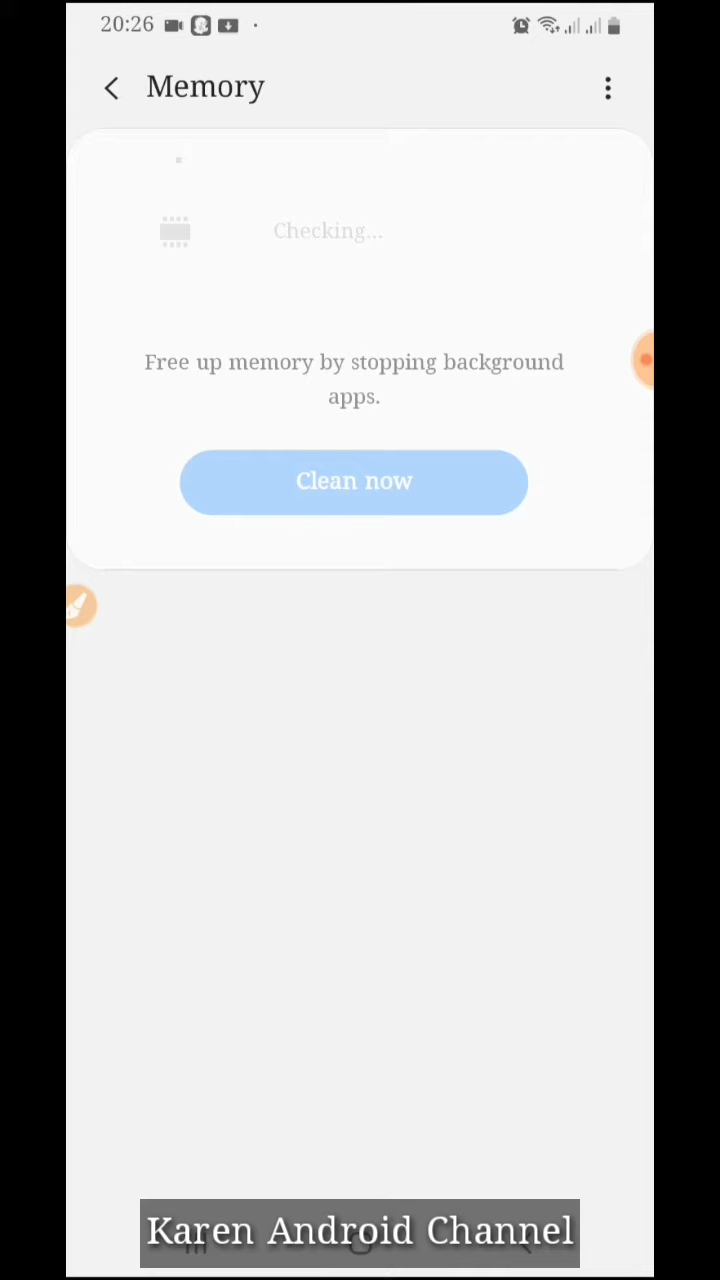 20:26
Memory
Checking...
Free up memory by stopping background
apps.
Clean now
Karen Android Channel